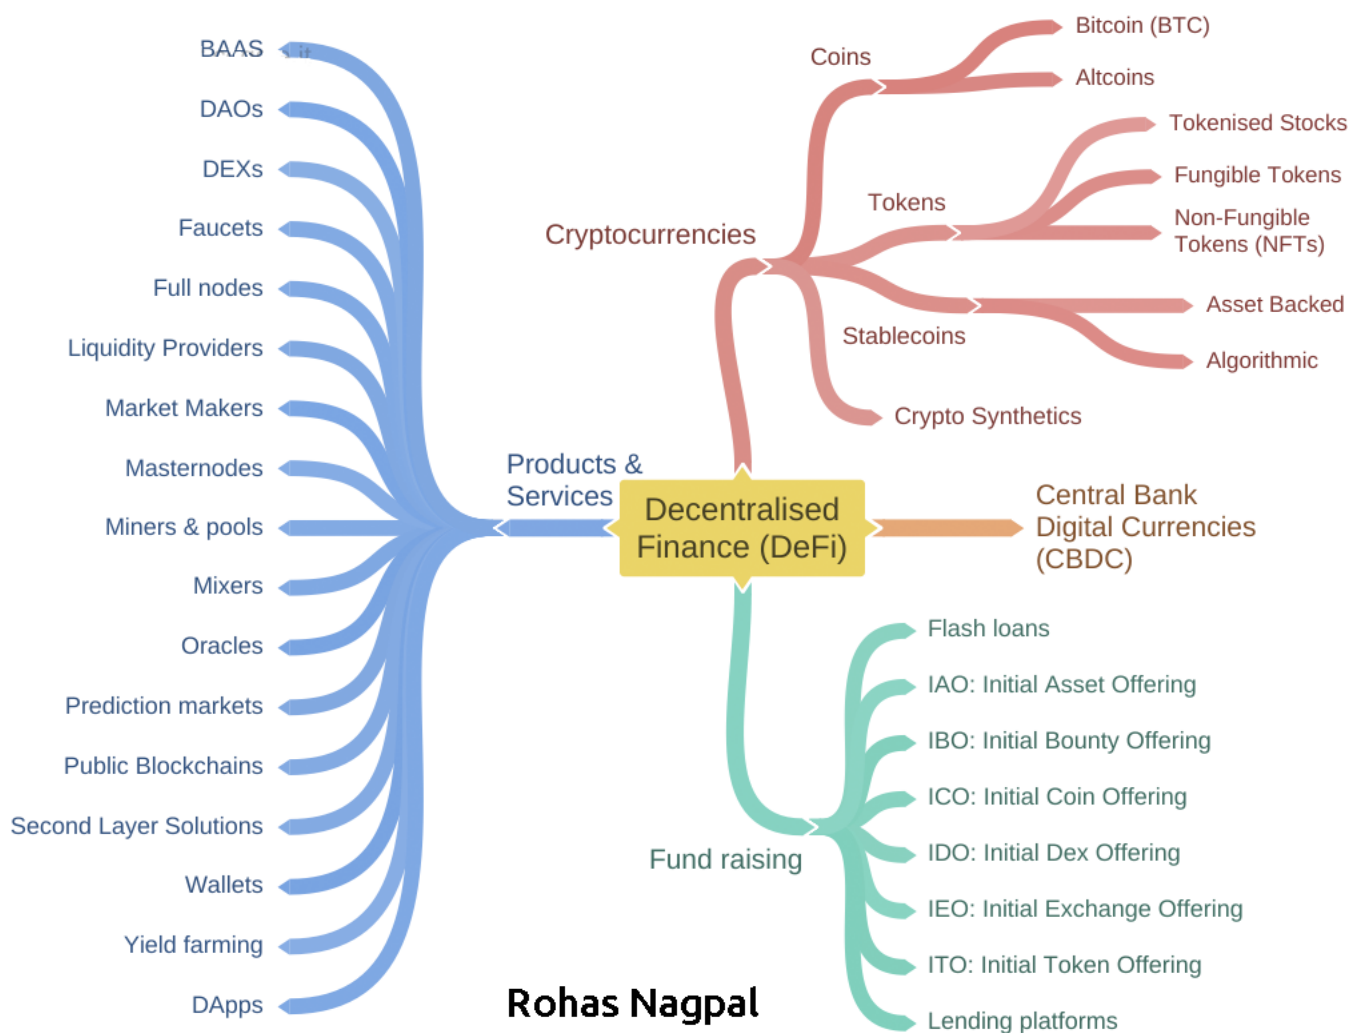 BAAS
DAOs
DEXs
Faucets
Full nodes
Liquidity Providers
Market Makers
Masternodes
Miners & pools
Mixers
Oracles
Prediction markets
Public Blockchains
Second Layer Solutions
Wallets
Yield farming
DApps
Products &
Services
Decentralised
Finance (DeFi)
Cryptocurrencies
Coins
Bitcoin (BTC)
Altcoins
Tokens
Tokenised Stocks
Fungible Tokens
Non-Fungible
Tokens (NFTs)
Stablecoins
Asset Backed
Algorithmic
Crypto Synthetics
Central Bank
Digital Currencies
(CBDC)
Fund raising
Flash loans
IAO: Initial Asset Offering
IBO: Initial Bounty Offering
ICO: Initial Coin Offering
IDO: Initial Dex Offering
IEO: Initial Exchange Offering
ITO: Initial Token Offering
Lending platforms
Rohas Nagpal